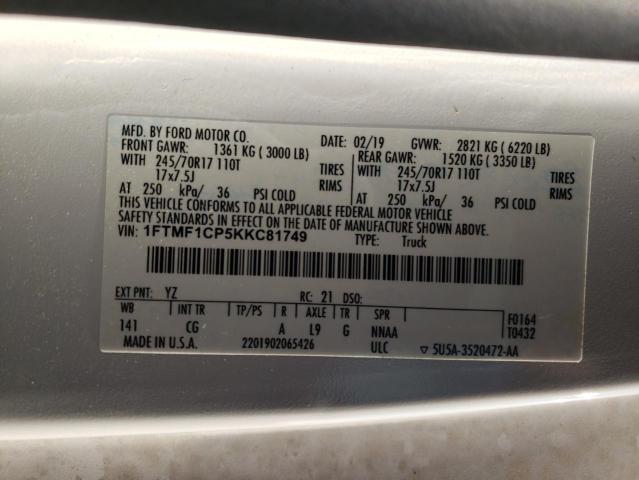 MFD. BY FORD MOTOR CO.
DATE: 02/19 GVWR: 2821 KG ( 6220 LB)
FRONT GAWR: 1361 KG ( 3000 LB) REAR GAWR: 1520 KG ( 3350 LB)
WITH 245/70R17 110T TIRES WITH 245/70R17 110T TIRES
17x7.5J RIMS 17x7.5J RIMS
AT 250 kPa/ 36 PSI COLD AT 250 kPa/ 36 PSI COLD
THIS VEHICLE CONFORMS TO ALL APPLICABLE FEDERAL MOTOR VEHICLE
SAFETY STANDARDS IN EFFECT ON THE DATE OF MANUFACTURE SHOWN ABOVE.
VIN: 1FTMF1CP5KKC81749 TYPE: Truck
EXT PNT: YZ RC: 21 DSO:
WB INT TR TP/PS R AXLE TR SPR F0164
141 CG A L9 G NNAA T0432
MADE IN U.S.A. 2201902065426 ULC ▽ 5U5A-3520472-AA